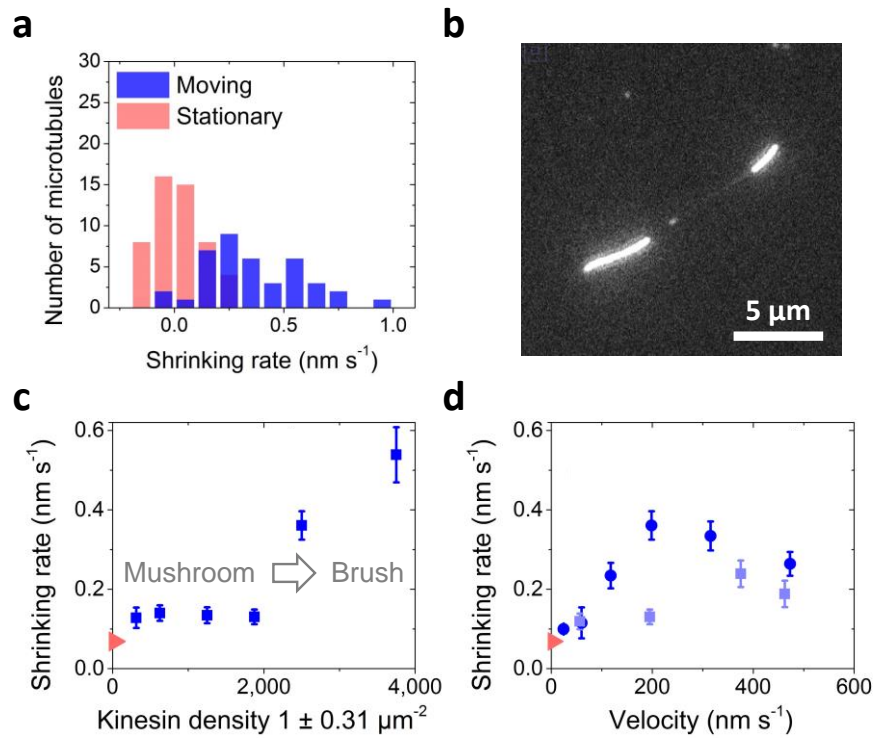 a
30
25
20
15
10
5
0
Number of microtubules
Moving
Stationary
0.0 0.5 1.0
Shrinking rate (nm s⁻¹)
b
5 µm
c
0.6
0.4
0.2
0.0
Shrinking rate (nm s⁻¹)
Mushroom Brush
0 2,000 4,000
Kinesin density 1 ± 0.31 µm⁻²
d
0.6
0.4
0.2
0.0
Shrinking rate (nm s⁻¹)
0 200 400 600
Velocity (nm s⁻¹)